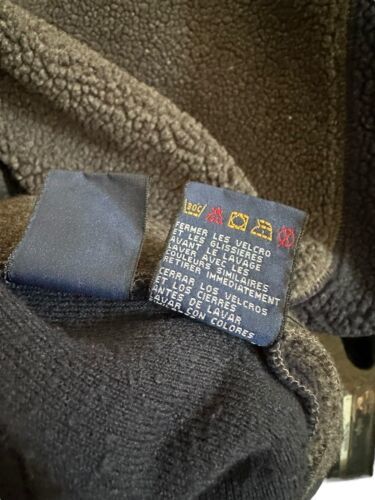 30C
FERMER LES VELCRO
ET LES GLISSIERES
AVANT LE LAVAGE
LAVER AVEC LES
COULEURS SIMILAIRES
RETIRER IMMEDIATEMENT
CERRAR LOS VELCROS
Y LOS CIERRES
ANTES DE LAVAR
LAVAR CON COLORES